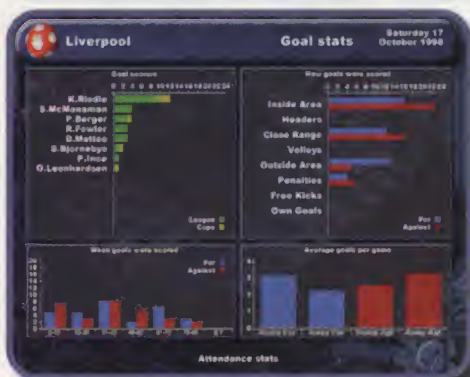 Liverpool
Goal stats
Saturday 17
October 1998
Goal scorers
How goals were scored
K.Riedle
S.McManaman
P.Berger
R.Fowler
D.Matteo
S.Bjornebye
P.Ince
O.Leonhardsen
League
Cups
Inside Area
Headers
Close Range
Volleys
Outside Area
Penalties
Free Kicks
Own Goals
For
Against
When goals were scored
For
Against
Average goals per game
Attendance stats